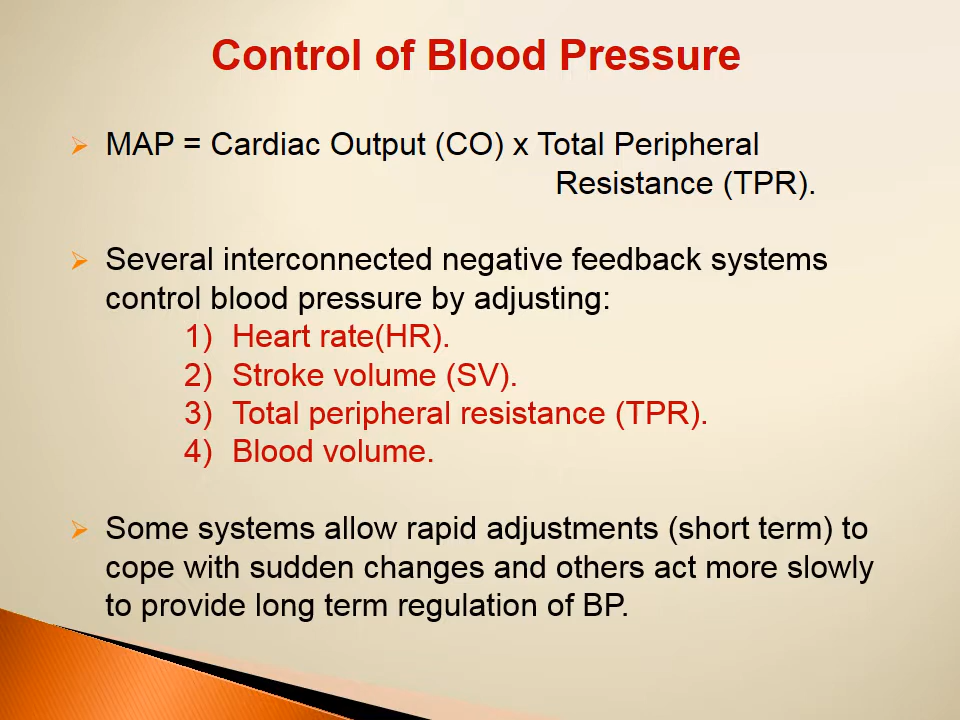 Control of Blood Pressure
MAP = Cardiac Output (CO) x Total Peripheral
Resistance (TPR).
Several interconnected negative feedback systems
control blood pressure by adjusting:
1) Heart rate(HR).
2) Stroke volume (SV).
3) Total peripheral resistance (TPR).
4) Blood volume.
Some systems allow rapid adjustments (short term) to
cope with sudden changes and others act more slowly
to provide long term regulation of BP.